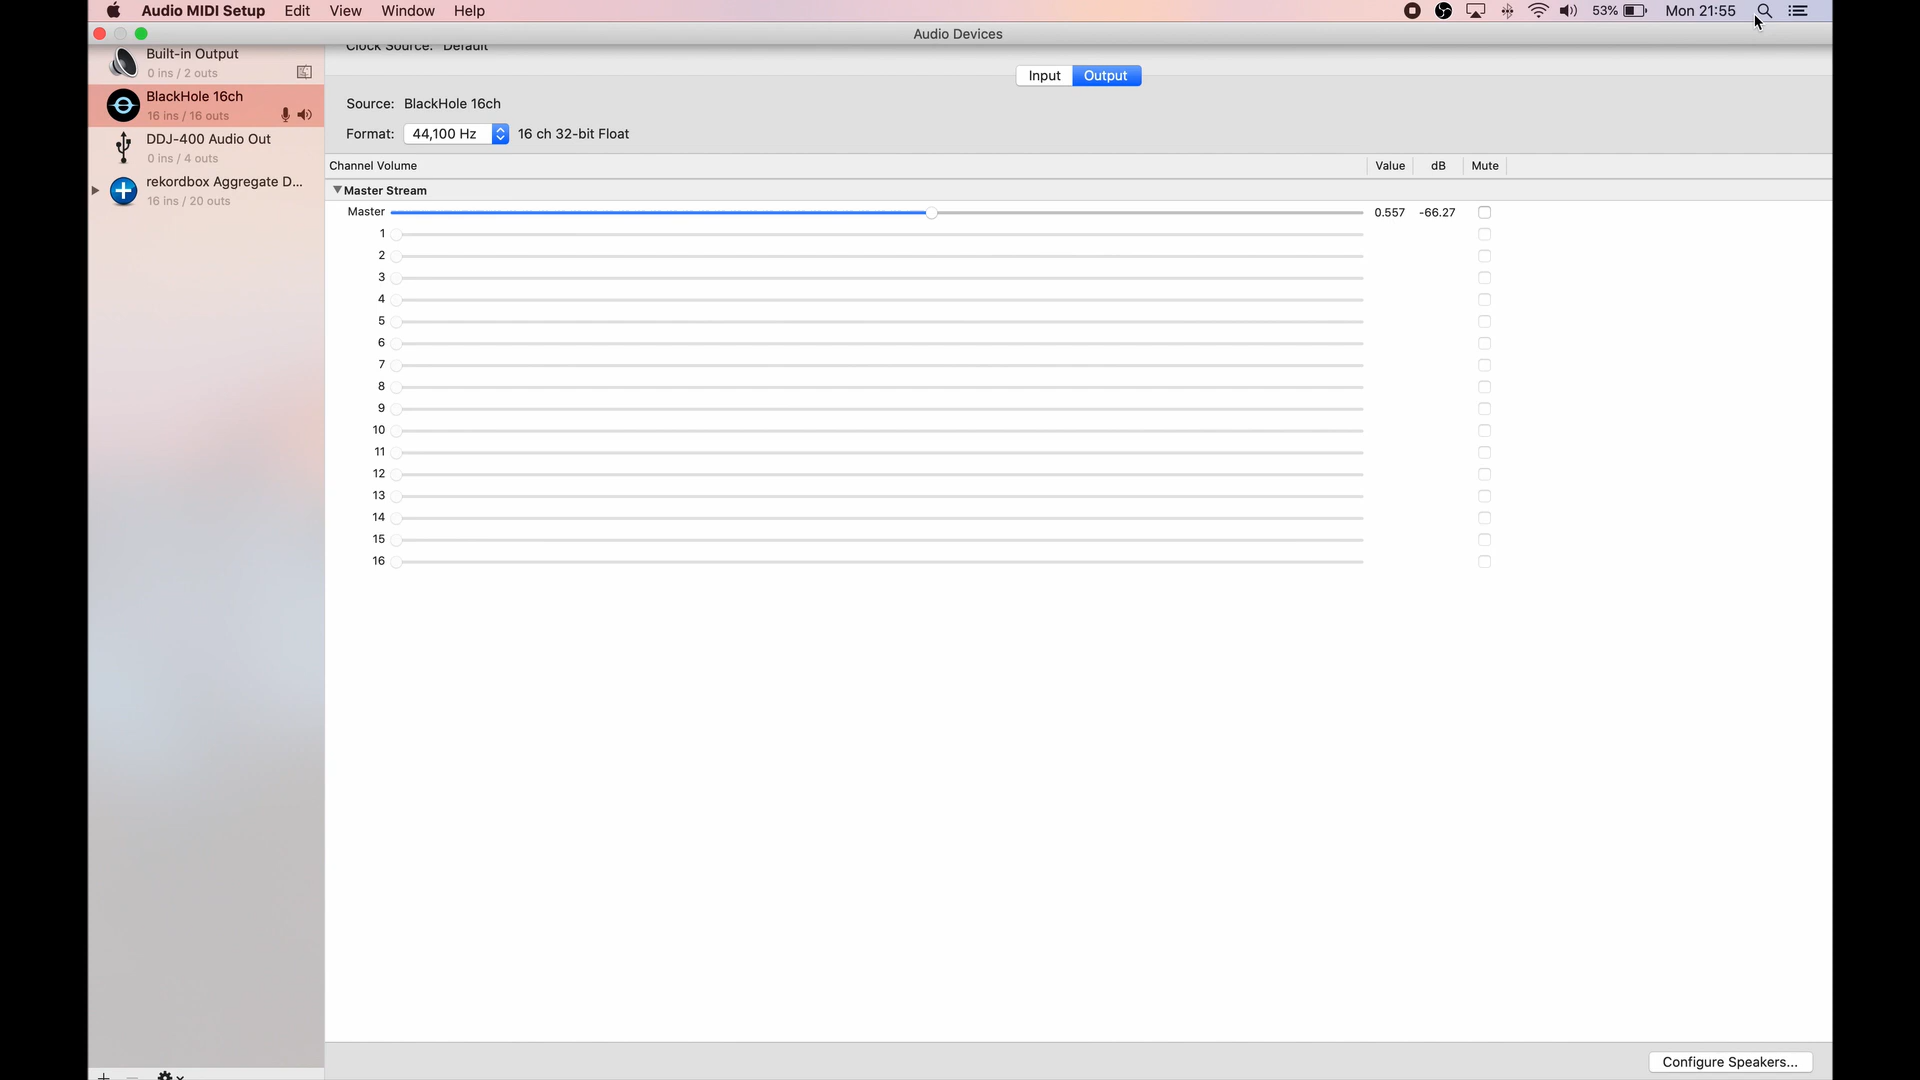 Audio MIDI Setup Edit View Window Help 53% Mon 21:55
Audio Devices
Built-in Output
0 ins / 2 outs
BlackHole 16ch
16 ins / 16 outs
DDJ-400 Audio Out
0 ins / 4 outs
rekordbox Aggregate D...
16 ins / 20 outs
Clock Source: Default
Input Output
Source: BlackHole 16ch
Format: 44,100 Hz 16 ch 32-bit Float
Channel Volume Value dB Mute
Master Stream
Master 0.557 -66.27
1
2
3
4
5
6
7
8
9
10
11
12
13
14
15
16
Configure Speakers...